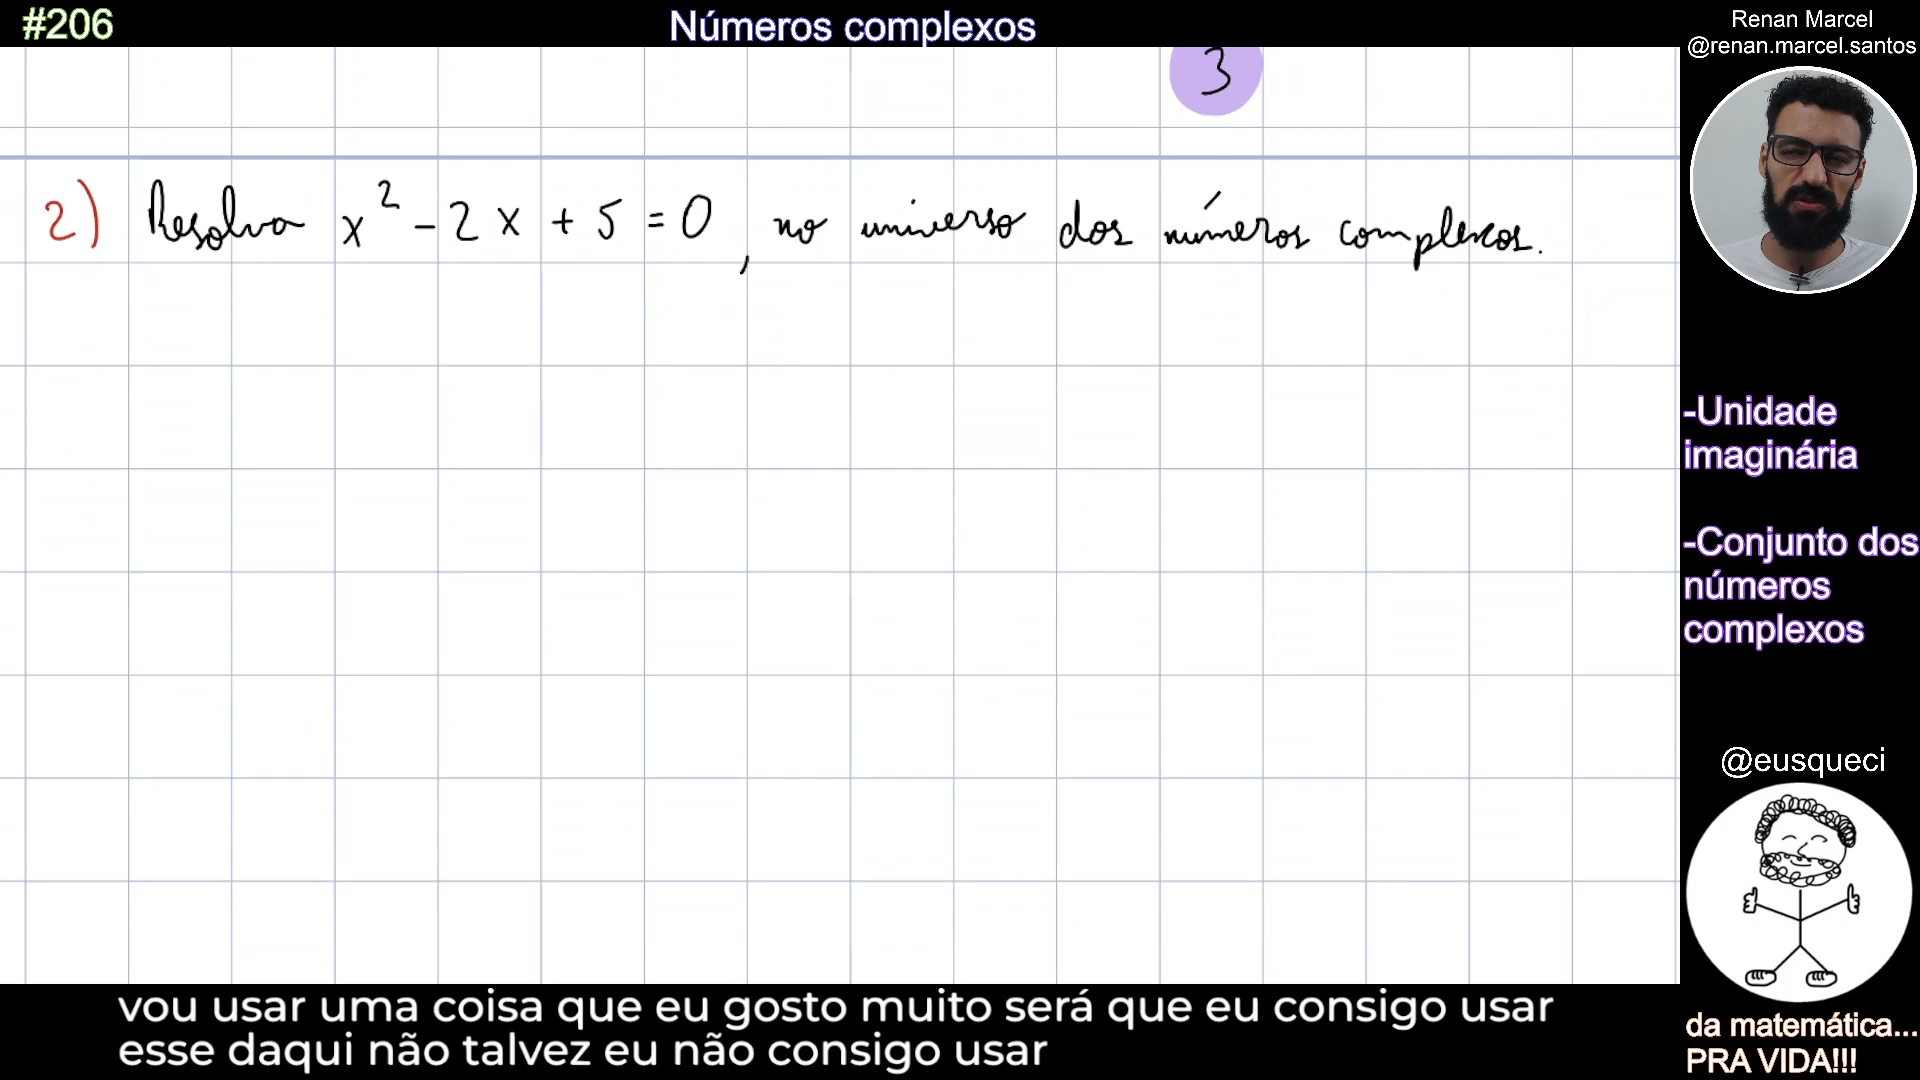 #206
Números complexos
Renan Marcel
@renan.marcel.santos
3
2) Resolva x² - 2x + 5 = 0, no universo dos números complexos.
-Unidade
imaginária
-Conjunto dos
números
complexos
@eusqueci
da matemática...
PRA VIDA!!!
vou usar uma coisa que eu gosto muito será que eu consigo usar
esse daqui não talvez eu não consigo usar